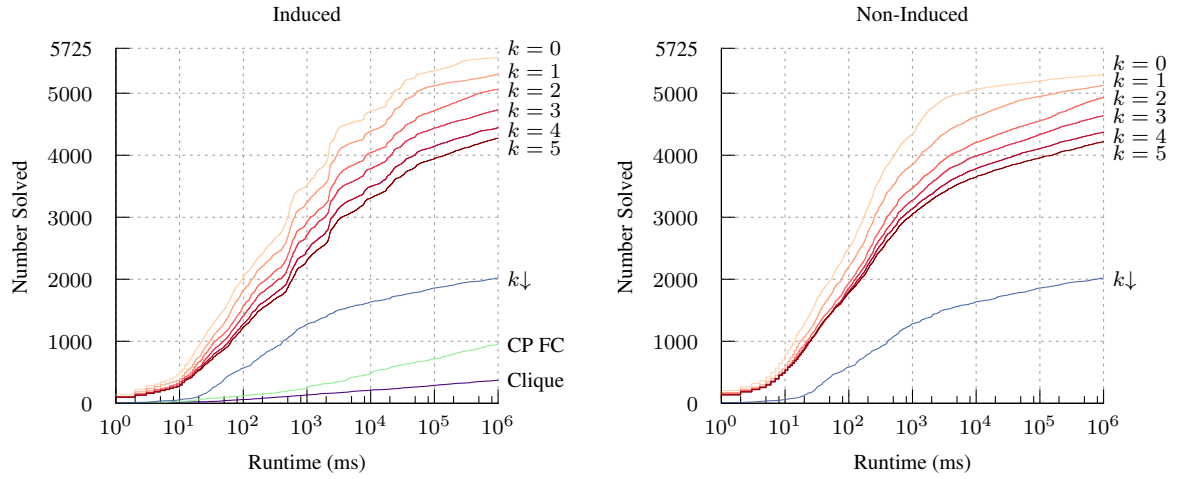 Induced
Number Solved
5725
5000
4000
3000
2000
1000
0
10^0 10^1 10^2 10^3 10^4 10^5 10^6
Runtime (ms)
k = 0
k = 1
k = 2
k = 3
k = 4
k = 5
k↓
CP FC
Clique
Non-Induced
Number Solved
5725
5000
4000
3000
2000
1000
0
10^0 10^1 10^2 10^3 10^4 10^5 10^6
Runtime (ms)
k = 0
k = 1
k = 2
k = 3
k = 4
k = 5
k↓